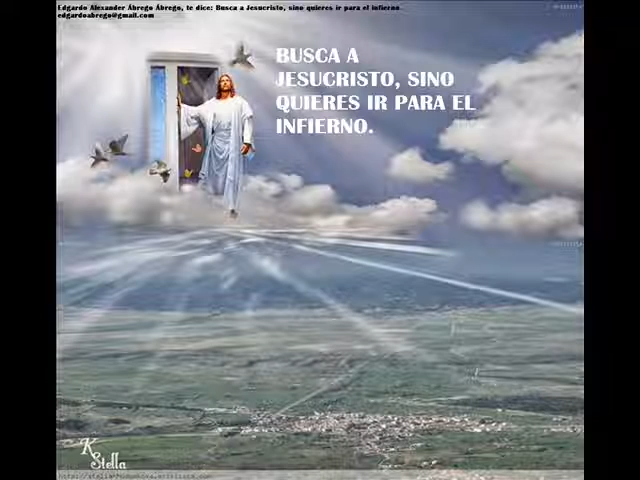 Edgardo Alexander Ábrego Ábrego, te dice: Busca a Jesucristo, sino quieres ir para el infierno
edgardoabrego@gmail.com
BUSCA A
JESUCRISTO, SINO
QUIERES IR PARA EL
INFIERNO.
K
Stella